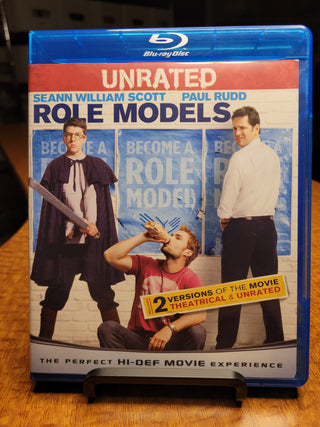 Blu-ray Disc
UNRATED
SEANN WILLIAM SCOTT PAUL RUDD
ROLE MODELS
BECOME A
BECOME A
BECOME A
ROLE
MODEL
2 VERSIONS OF THE MOVIE
THEATRICAL & UNRATED
THE PERFECT HI-DEF MOVIE EXPERIENCE